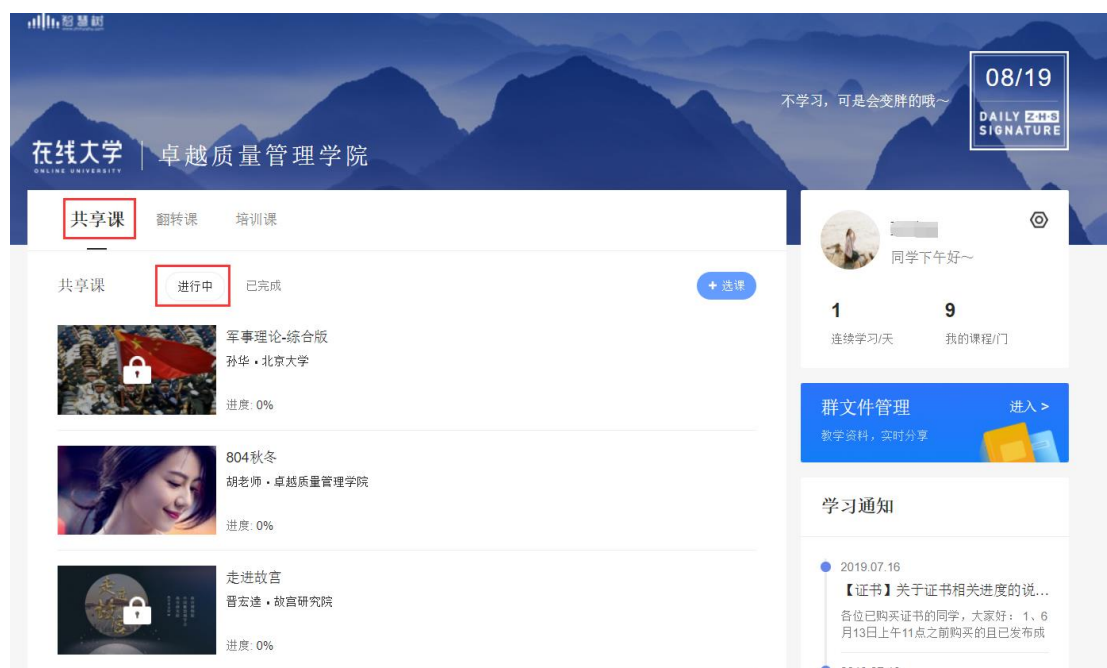 智慧树
不学习，可是会变胖的哦～
08/19
DAILY Z·H·S
SIGNATURE
在线大学
ONLINE UNIVERSITY
卓越质量管理学院
共享课 翻转课 培训课
同学下午好～
共享课 进行中 已完成 + 选课
1 9
连续学习/天 我的课程/门
军事理论-综合版
孙华 • 北京大学
进度: 0%
群文件管理 进入 >
教学资料，实时分享
804秋冬
胡老师 • 卓越质量管理学院
进度: 0%
学习通知
走进故宫
晋宏逵 • 故宫研究院
进度: 0%
2019.07.16
【证书】关于证书相关进度的说...
各位已购买证书的同学，大家好： 1、6
月13日上午11点之前购买的且已发布成